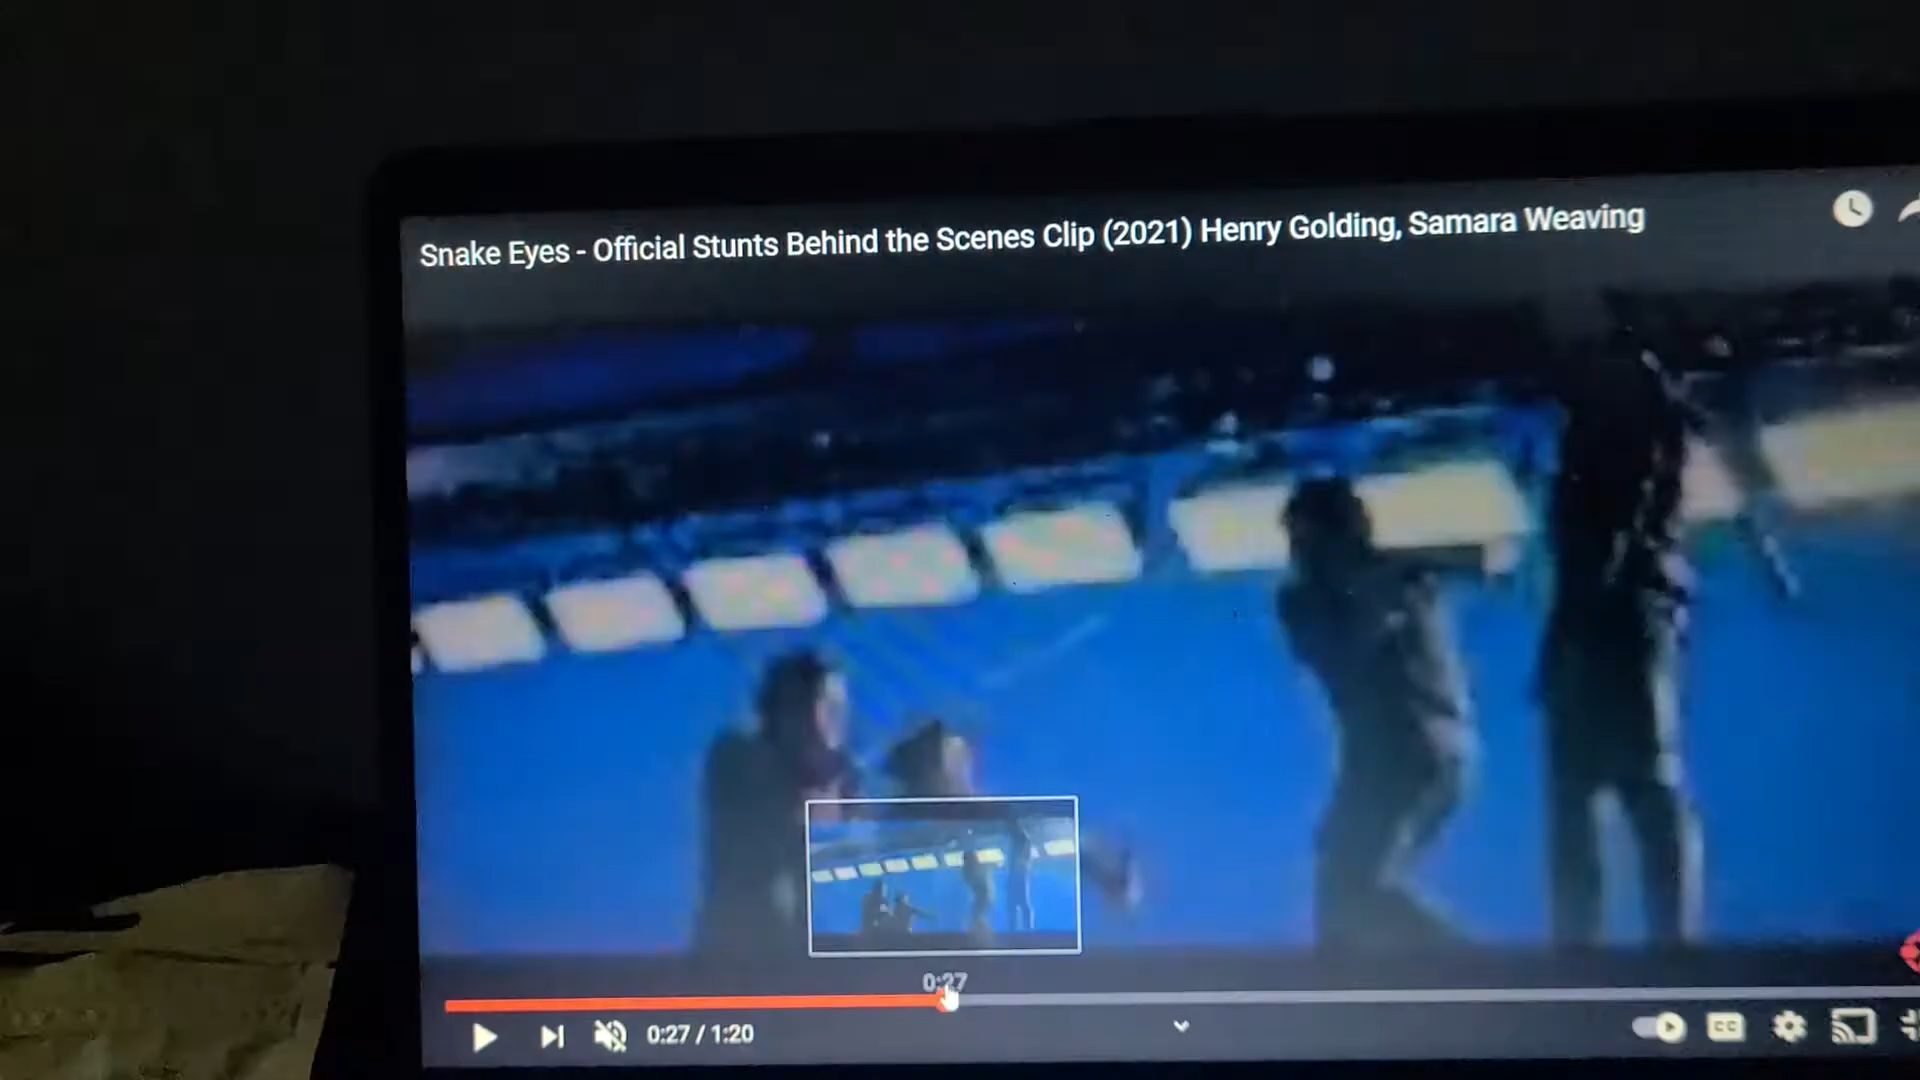 Snake Eyes - Official Stunts Behind the Scenes Clip (2021) Henry Golding, Samara Weaving
0:27
0:27 / 1:20
CC